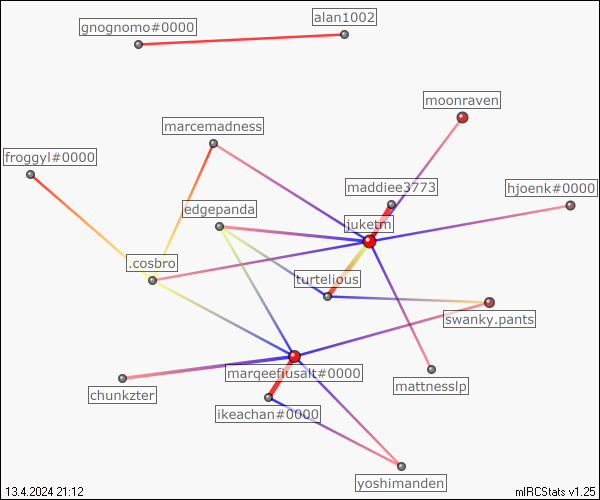 alan1002
gnognomo#0000
moonraven
marcemadness
froggyl#0000
maddiee3773
hjoenk#0000
edgepanda
juketm
.cosbro
turtelious
swanky.pants
marqeefiusalt#0000
mattnesslp
chunkzter
ikeachan#0000
yoshimanden
13.4.2024 21:12
mIRCStats v1.25